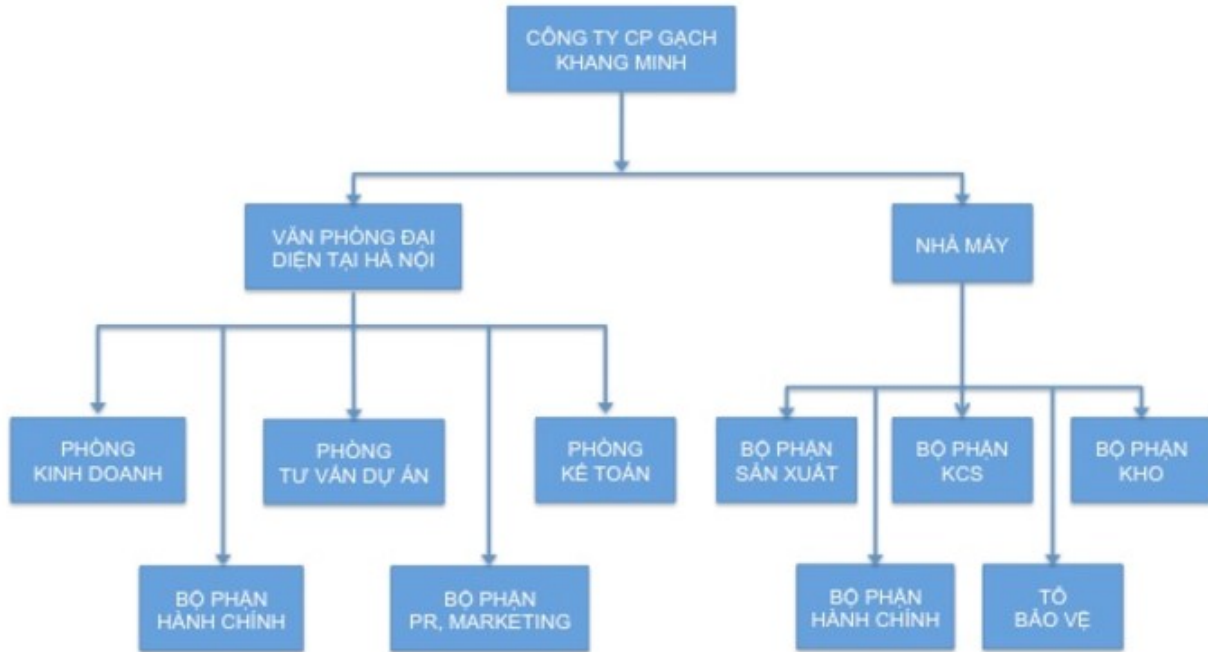 CÔNG TY CP GẠCH
KHANG MINH
VĂN PHÒNG ĐẠI
DIỆN TẠI HÀ NỘI
NHÀ MÁY
PHÒNG
KINH DOANH
PHÒNG
TƯ VẤN DỰ ÁN
PHÒNG
KẾ TOÁN
BỘ PHẬN
SẢN XUẤT
BỘ PHẬN
KCS
BỘ PHẬN
KHO
BỘ PHẬN
HÀNH CHÍNH
BỘ PHẬN
PR, MARKETING
BỘ PHẬN
HÀNH CHÍNH
TỔ
BẢO VỆ